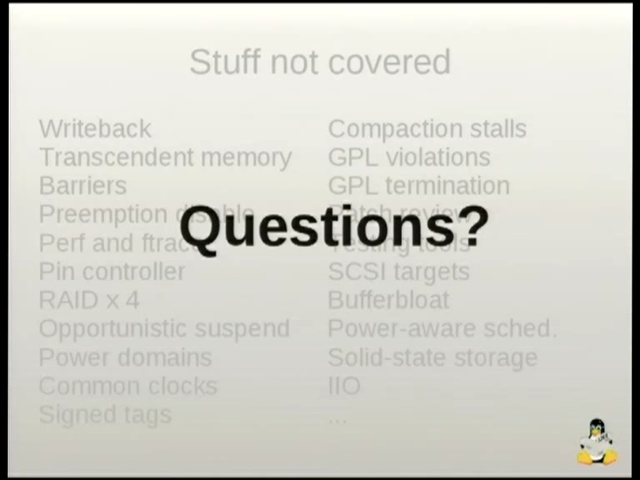 Stuff not covered
Writeback
Transcendent memory
Barriers
Preemption disable
Perf and ftrace
Pin controller
RAID x 4
Opportunistic suspend
Power domains
Common clocks
Signed tags
Compaction stalls
GPL violations
GPL termination
Patch review
Testing tools
SCSI targets
Bufferbloat
Power-aware sched.
Solid-state storage
IIO
...
Questions?